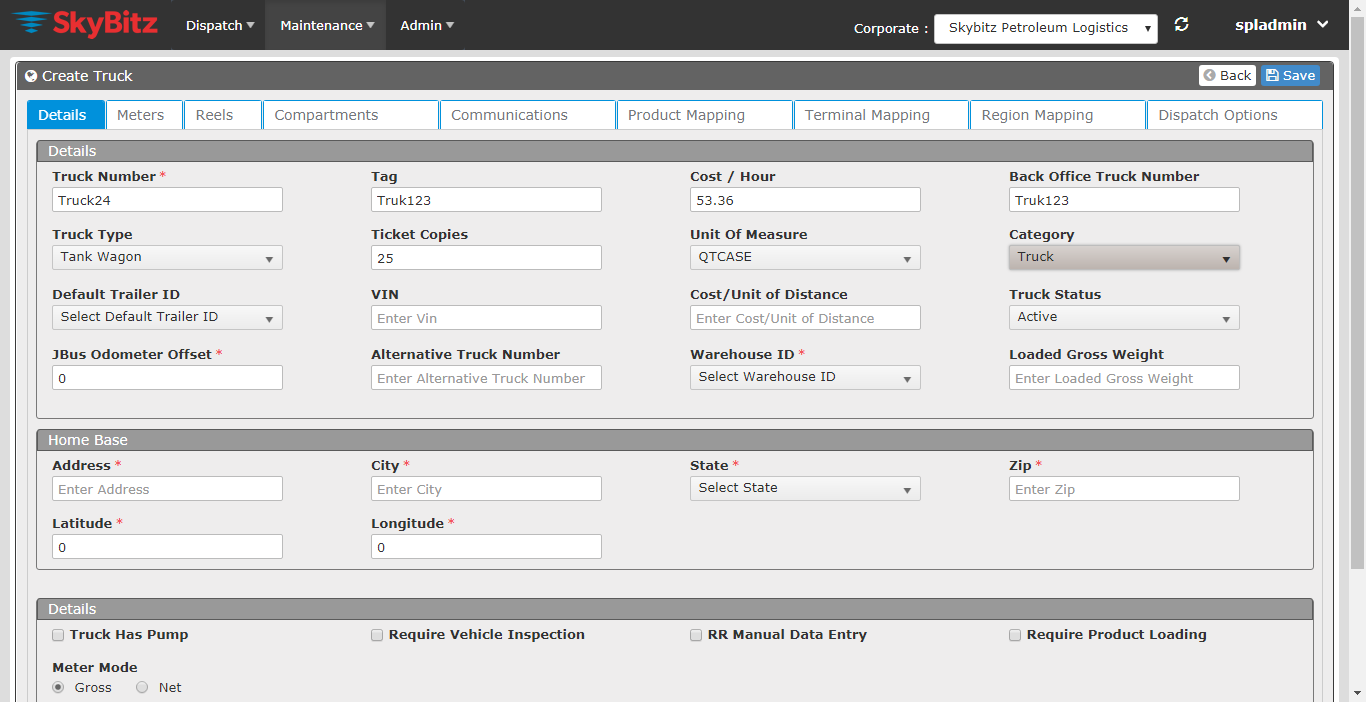 SkyBitz Dispatch Maintenance Admin Corporate : Skybitz Petroleum Logistics spladmin
Create Truck Back Save
Details Meters Reels Compartments Communications Product Mapping Terminal Mapping Region Mapping Dispatch Options
Details
Truck Number * Tag Cost / Hour Back Office Truck Number
Truck24 Truk123 53.36 Truk123
Truck Type Ticket Copies Unit Of Measure Category
Tank Wagon 25 QTCASE Truck
Default Trailer ID VIN Cost/Unit of Distance Truck Status
Select Default Trailer ID Enter Vin Enter Cost/Unit of Distance Active
JBus Odometer Offset * Alternative Truck Number Warehouse ID * Loaded Gross Weight
0 Enter Alternative Truck Number Select Warehouse ID Enter Loaded Gross Weight
Home Base
Address * City * State * Zip *
Enter Address Enter City Select State Enter Zip
Latitude * Longitude *
0 0
Details
Truck Has Pump Require Vehicle Inspection RR Manual Data Entry Require Product Loading
Meter Mode
Gross Net